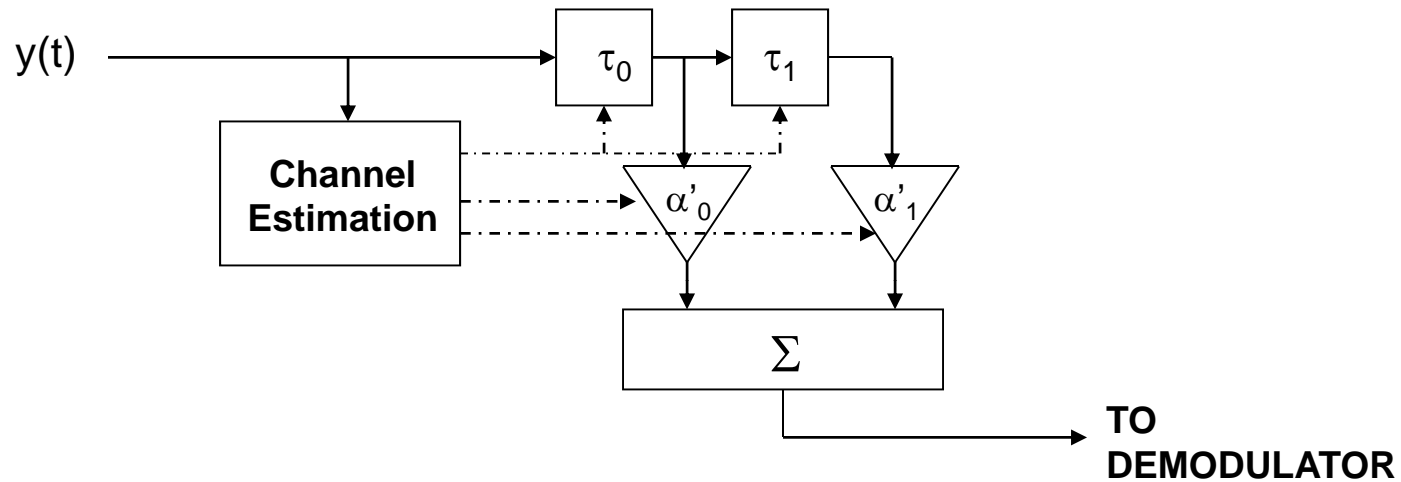 y(t)
τ₀
τ₁
Channel
Estimation
α’₀
α’₁
Σ
TO
DEMODULATOR